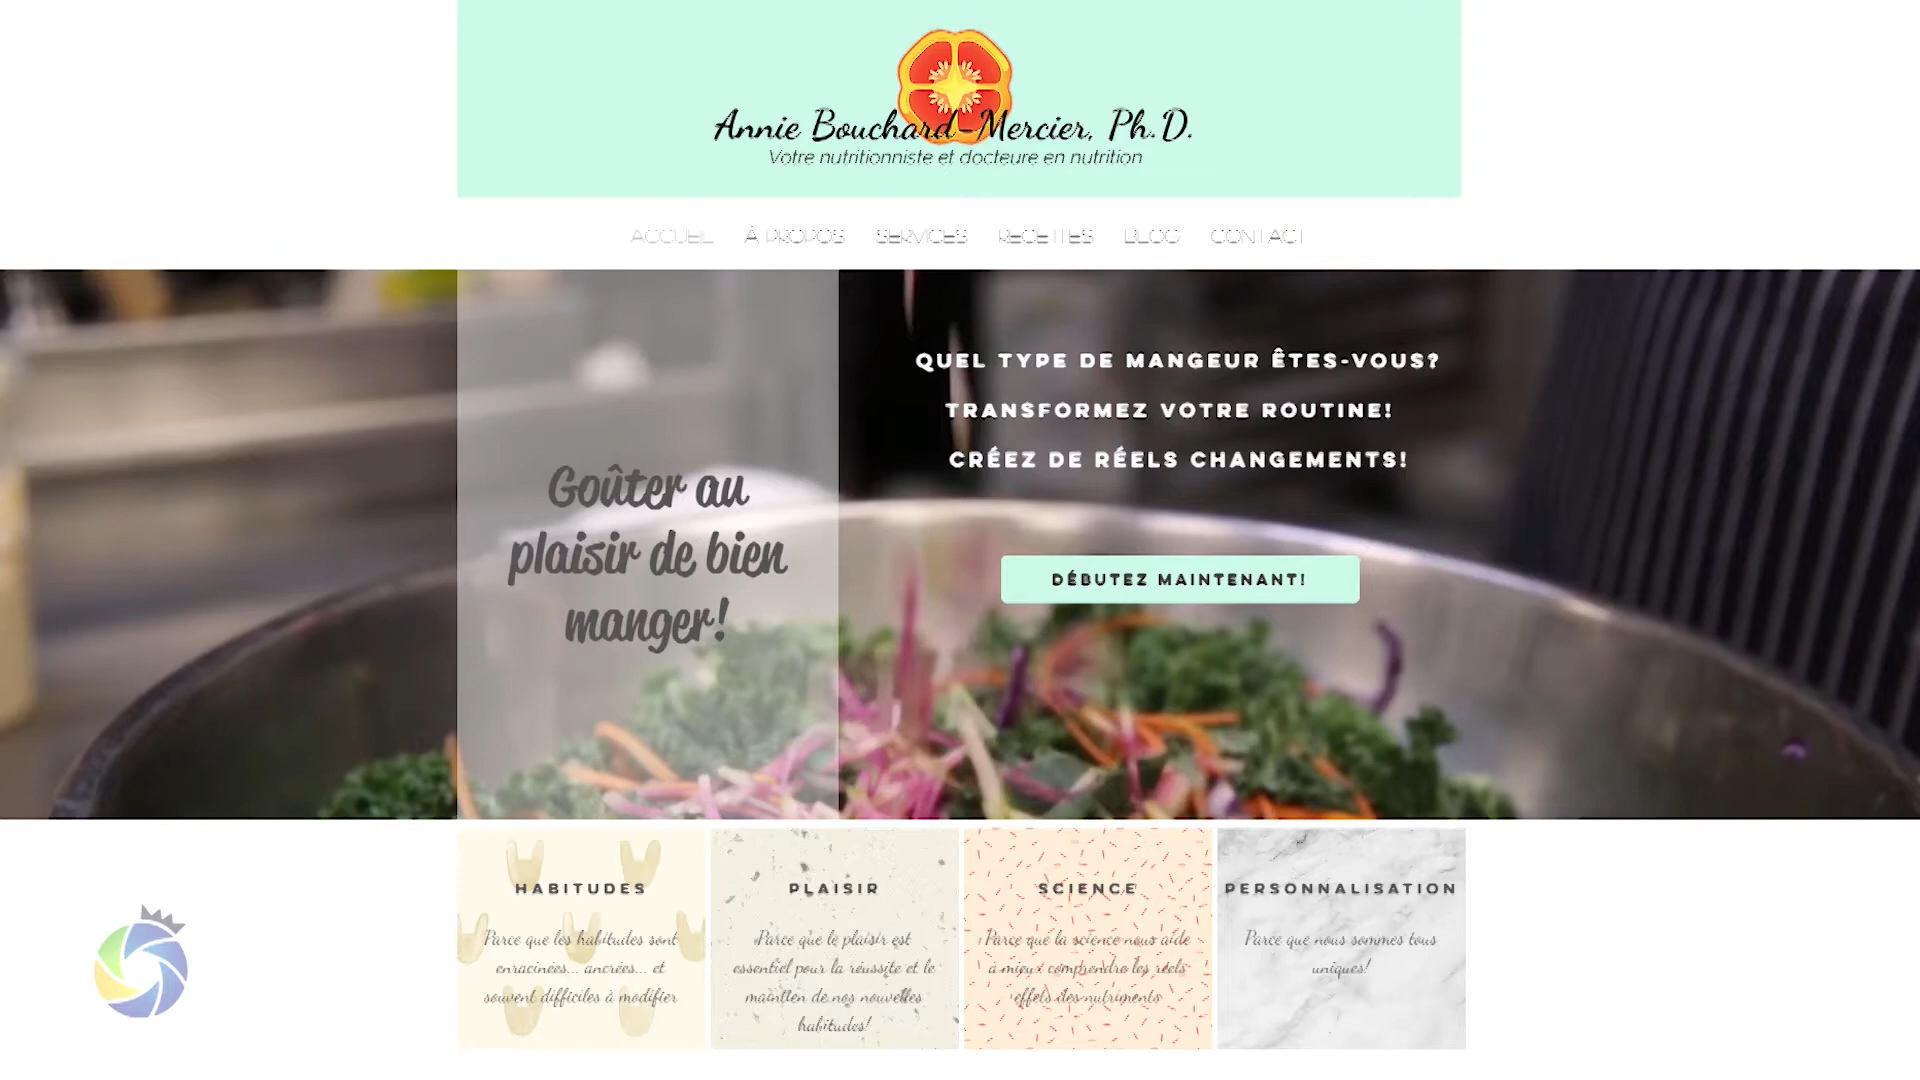 Annie Bouchard-Mercier, Ph.D.
Votre nutritionniste et docteure en nutrition
ACCUEIL À PROPOS SERVICES RECETTES BLOG CONTACT
Goûter au
plaisir de bien
manger!
QUEL TYPE DE MANGEUR ÊTES-VOUS?
TRANSFORMEZ VOTRE ROUTINE!
CRÉEZ DE RÉELS CHANGEMENTS!
DÉBUTEZ MAINTENANT!
HABITUDES
Parce que les habitudes sont
enracinées... ancrées... et
souvent difficiles à modifier
PLAISIR
Parce que le plaisir est
essentiel pour la réussite et le
maintien de nos nouvelles
habitudes!
SCIENCE
Parce que la science nous aide
à mieux comprendre les réels
effets des nutriments
PERSONNALISATION
Parce que nous sommes tous
uniques!